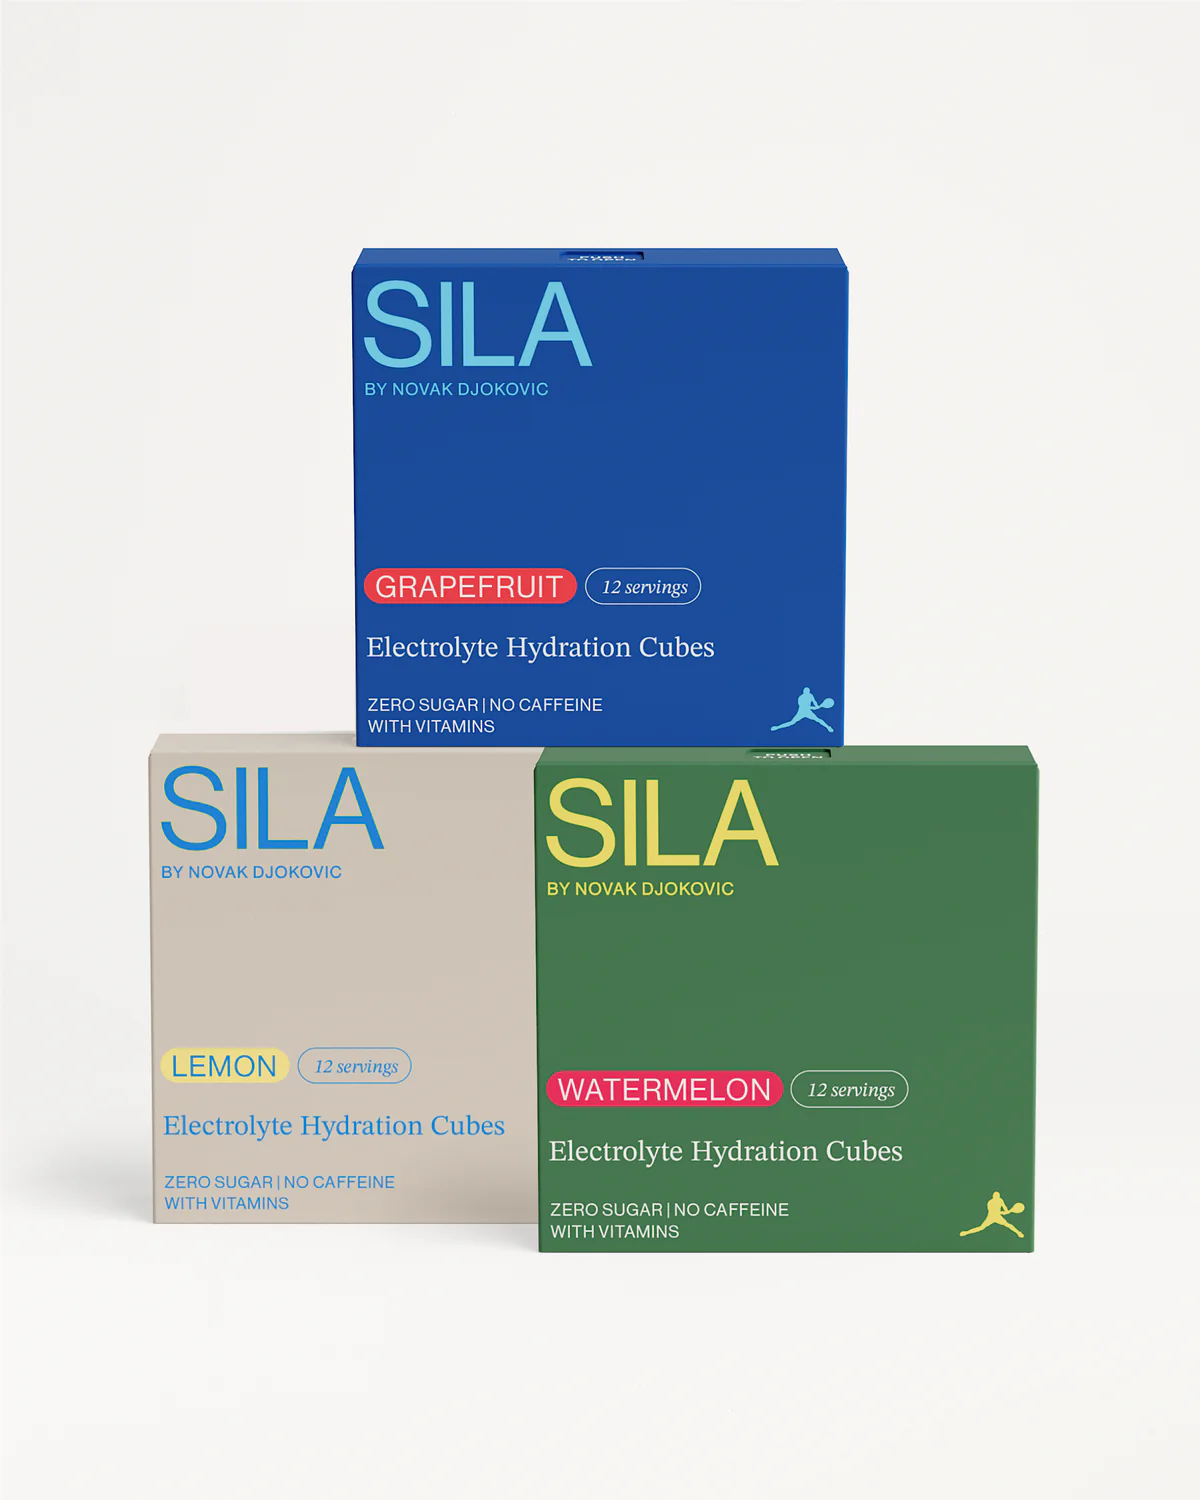 SILA
BY NOVAK DJOKOVIC
GRAPEFRUIT 12 servings
Electrolyte Hydration Cubes
ZERO SUGAR | NO CAFFEINE
WITH VITAMINS
SILA
BY NOVAK DJOKOVIC
LEMON 12 servings
Electrolyte Hydration Cubes
ZERO SUGAR | NO CAFFEINE
WITH VITAMINS
SILA
BY NOVAK DJOKOVIC
WATERMELON 12 servings
Electrolyte Hydration Cubes
ZERO SUGAR | NO CAFFEINE
WITH VITAMINS